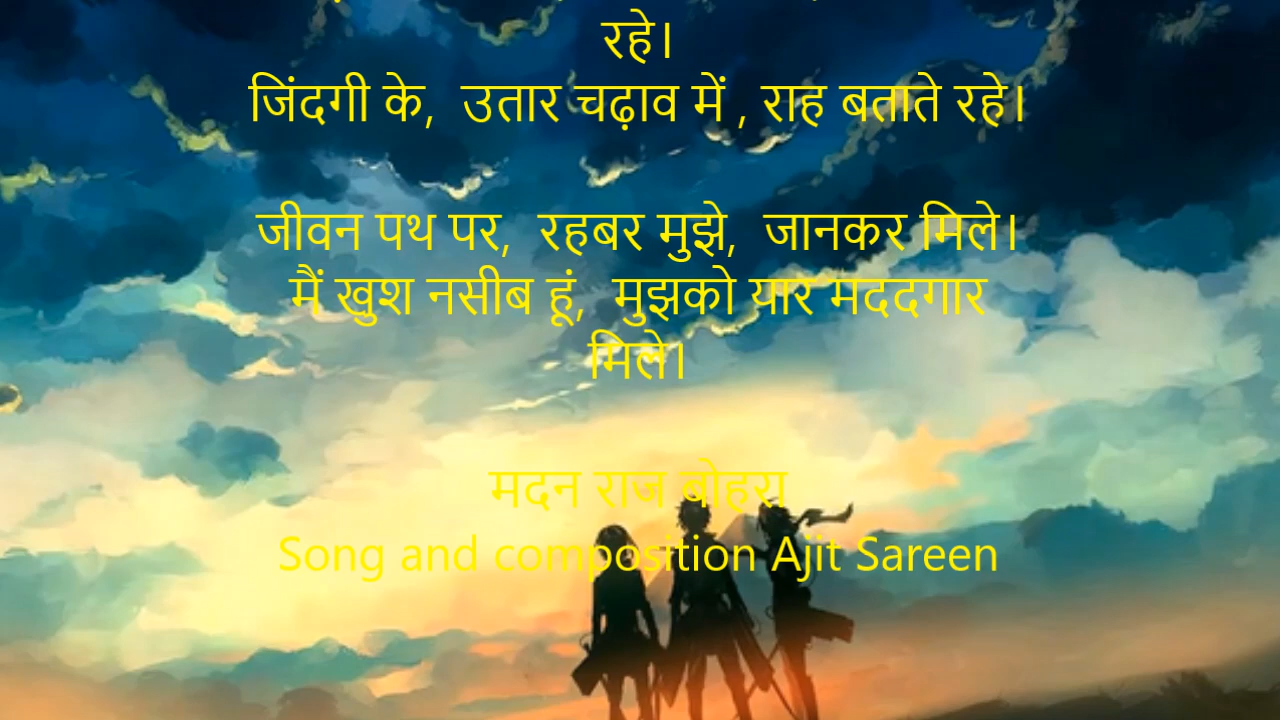 रहे।
जिंदगी के, उतार चढ़ाव में , राह बताते रहे।
जीवन पथ पर, रहबर मुझे, जानकर मिले।
मैं खुश नसीब हूं, मुझको यार मददगार
मिले।
मदन राज बोहरा
Song and composition Ajit Sareen